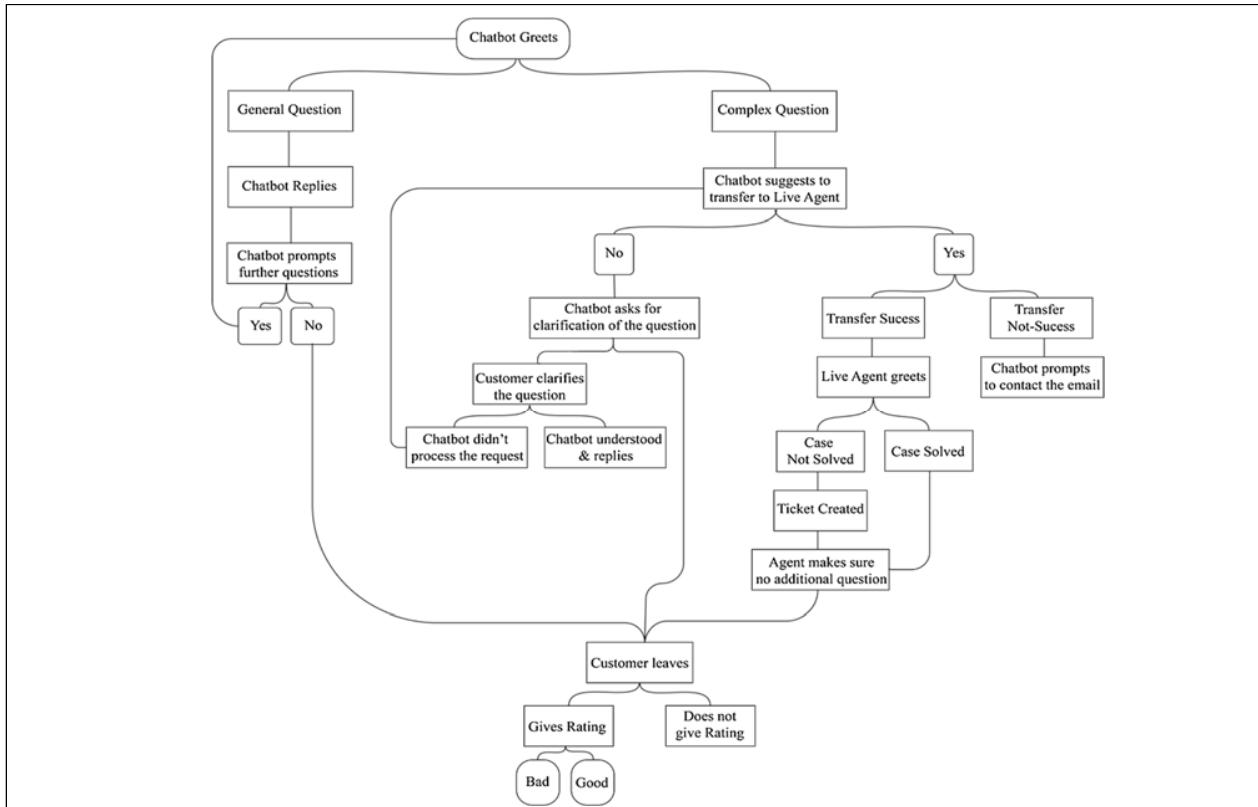 Chatbot Greets
General Question
Complex Question
Chatbot Replies
Chatbot suggests to
transfer to Live Agent
Chatbot prompts
further questions
No
Yes
Yes
No
Chatbot asks for
clarification of the question
Transfer Sucess
Transfer
Not-Sucess
Customer clarifies
the question
Live Agent greets
Chatbot prompts
to contact the email
Chatbot didn't
process the request
Chatbot understood
& replies
Case
Not Solved
Case Solved
Ticket Created
Agent makes sure
no additional question
Customer leaves
Gives Rating
Does not
give Rating
Bad
Good